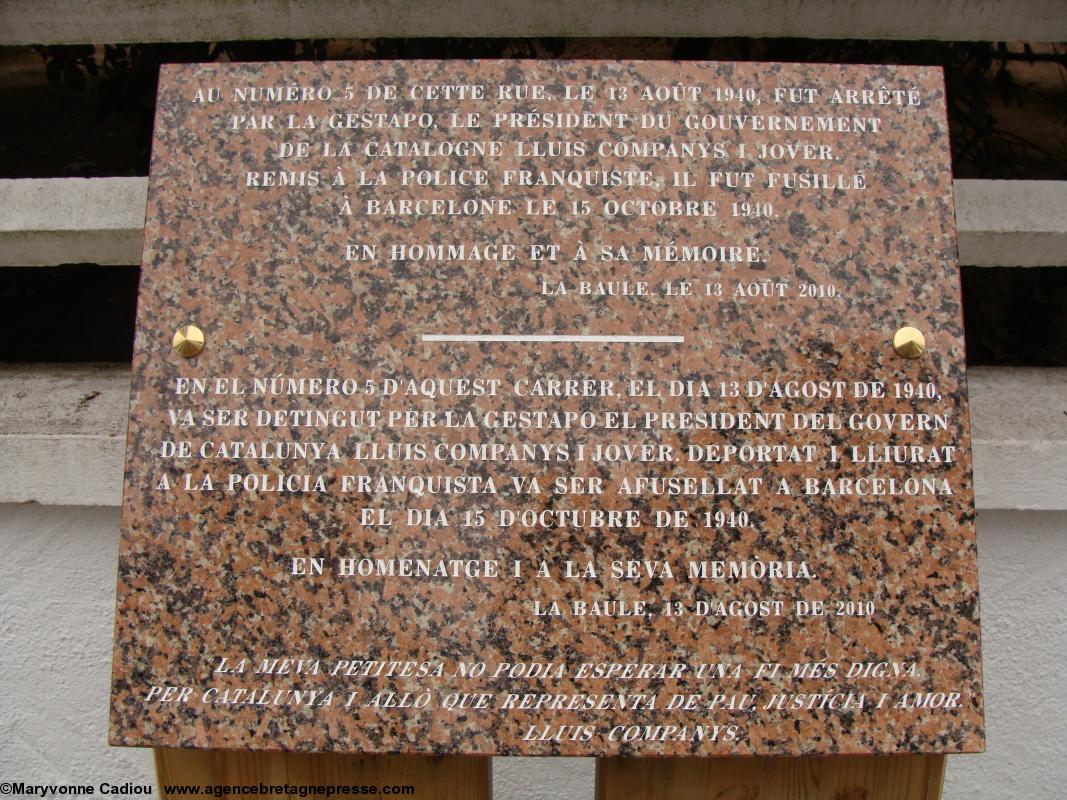 AU NUMÉRO 5 DE CETTE RUE, LE 13 AOÛT 1940, FUT ARRÊTÉ
PAR LA GESTAPO, LE PRÉSIDENT DU GOUVERNEMENT
DE LA CATALOGNE LLUIS COMPANYS I JOVER.
REMIS À LA POLICE FRANQUISTE, IL FUT FUSILLÉ
À BARCELONE LE 15 OCTOBRE 1940.
EN HOMMAGE ET À SA MÉMOIRE.
LA BAULE, LE 13 AOÛT 2010.
EN EL NÚMERO 5 D'AQUEST CARRER, EL DIA 13 D'AGOST DE 1940,
VA SER DETINGUT PER LA GESTAPO EL PRESIDENT DEL GOVERN
DE CATALUNYA LLUIS COMPANYS I JOVER. DEPORTAT I LLIURAT
A LA POLICIA FRANQUISTA VA SER AFUSELLAT A BARCELONA
EL DIA 15 D'OCTUBRE DE 1940.
EN HOMENATGE I A LA SEVA MEMÒRIA.
LA BAULE, 13 D'AGOST DE 2010
"LA MEVA PETITESA NO PODIA ESPERAR UNA FI MÉS DIGNA.
PER CATALUNYA I ALLÒ QUE REPRESENTA DE PAU, JUSTÍCIA I AMOR."
LLUIS COMPANYS.
©Maryvonne Cadiou www.agencebretagnepresse.com